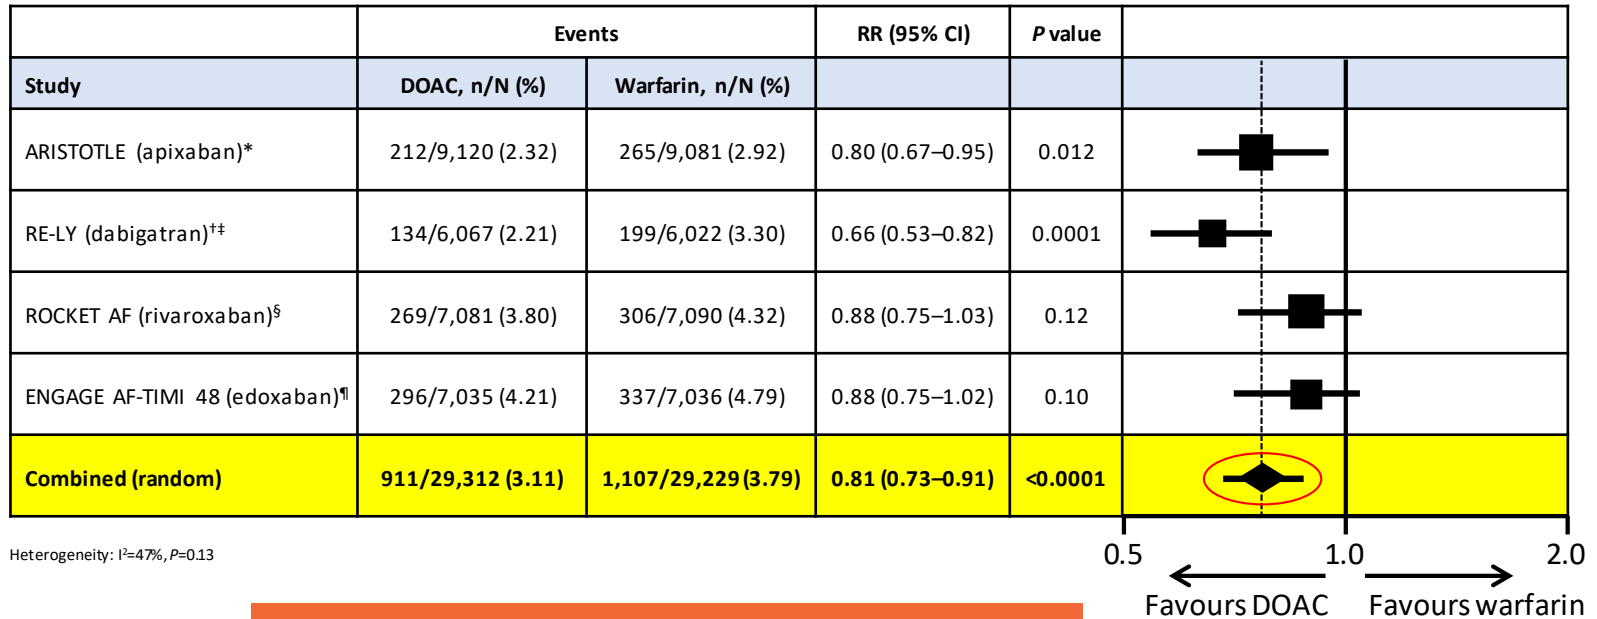 Events RR (95% CI) P value
Study DOAC, n/N (%) Warfarin, n/N (%)
ARISTOTLE (apixaban)* 212/9,120 (2.32) 265/9,081 (2.92) 0.80 (0.67–0.95) 0.012
RE-LY (dabigatran)†‡ 134/6,067 (2.21) 199/6,022 (3.30) 0.66 (0.53–0.82) 0.0001
ROCKET AF (rivaroxaban)§ 269/7,081 (3.80) 306/7,090 (4.32) 0.88 (0.75–1.03) 0.12
ENGAGE AF-TIMI 48 (edoxaban)¶ 296/7,035 (4.21) 337/7,036 (4.79) 0.88 (0.75–1.02) 0.10
Combined (random) 911/29,312 (3.11) 1,107/29,229 (3.79) 0.81 (0.73–0.91) <0.0001
Heterogeneity: I²=47%, P=0.13
0.5 1.0 2.0
Favours DOAC Favours warfarin